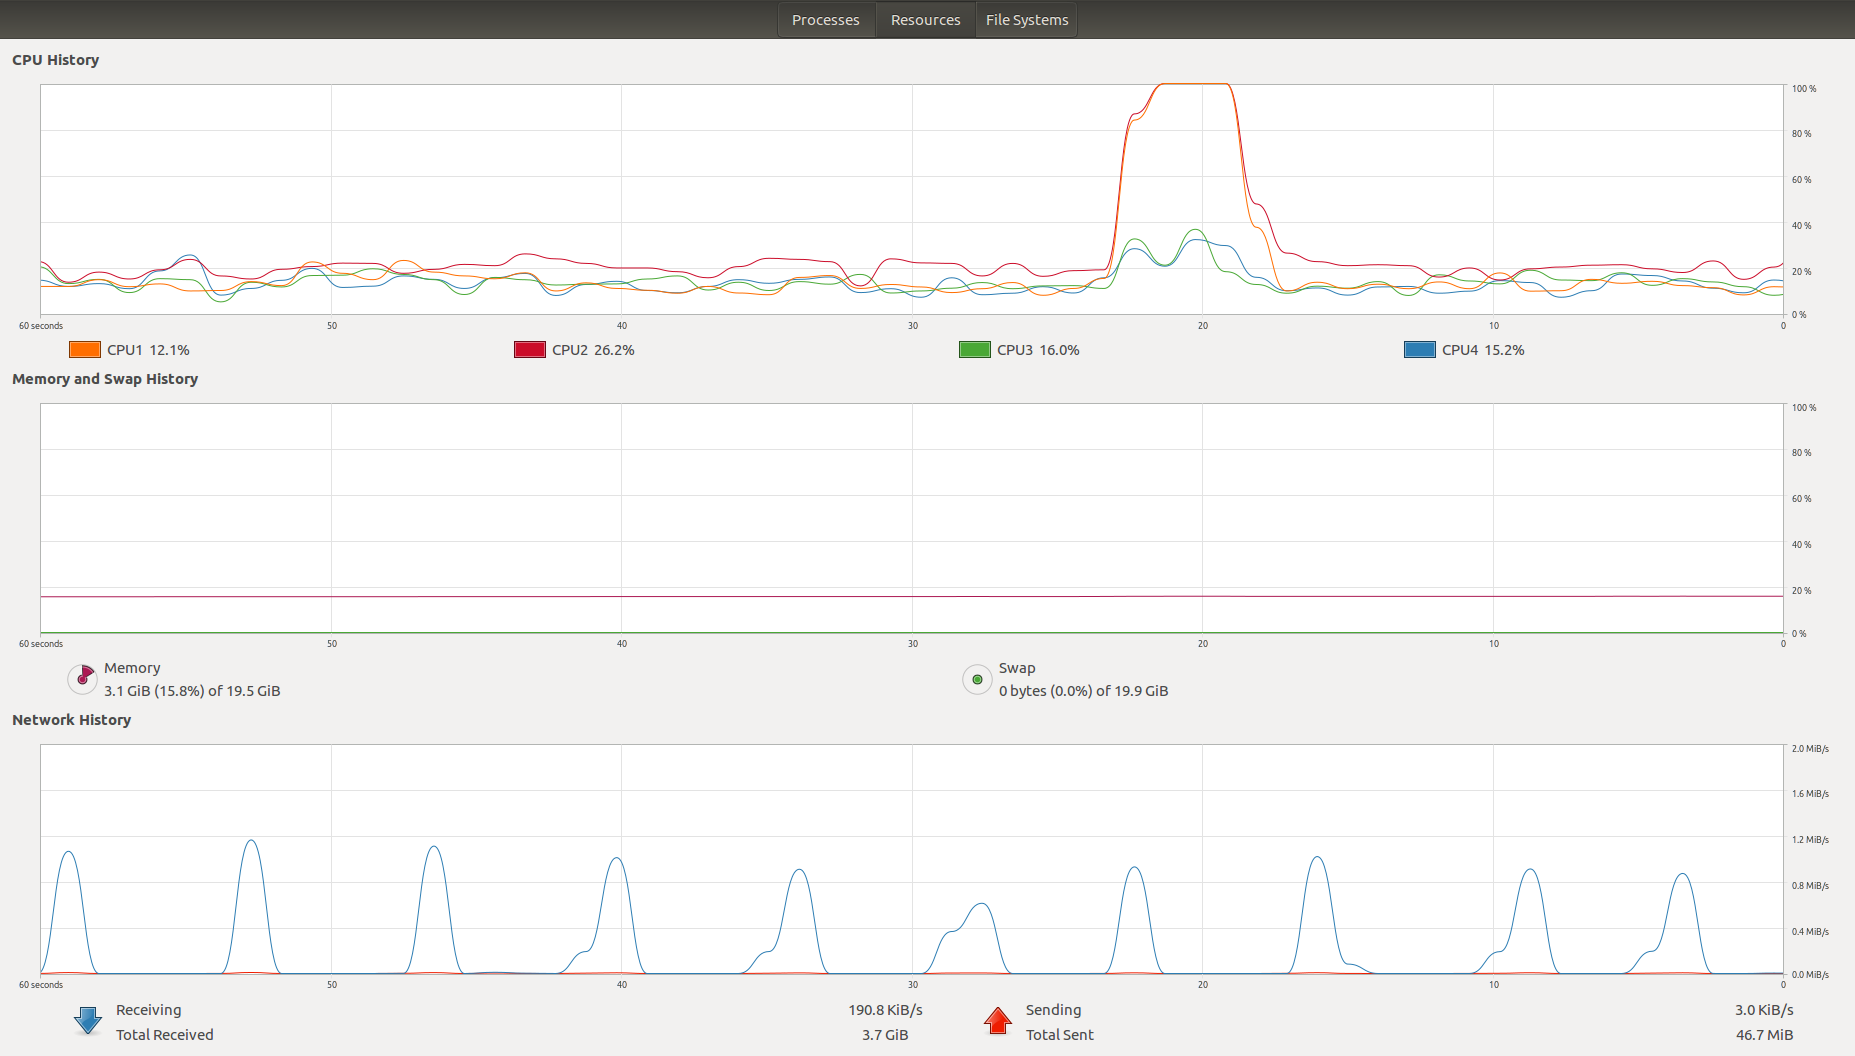 Processes Resources File Systems
CPU History
100 %
80 %
60 %
40 %
20 %
0 %
60 seconds 50 40 30 20 10 0
CPU1 12.1% CPU2 26.2% CPU3 16.0% CPU4 15.2%
Memory and Swap History
100 %
80 %
60 %
40 %
20 %
0 %
60 seconds 50 40 30 20 10 0
Memory
3.1 GiB (15.8%) of 19.5 GiB
Swap
0 bytes (0.0%) of 19.9 GiB
Network History
2.0 MiB/s
1.6 MiB/s
1.2 MiB/s
0.8 MiB/s
0.4 MiB/s
0.0 MiB/s
60 seconds 50 40 30 20 10 0
Receiving 190.8 KiB/s
Total Received 3.7 GiB
Sending 3.0 KiB/s
Total Sent 46.7 MiB